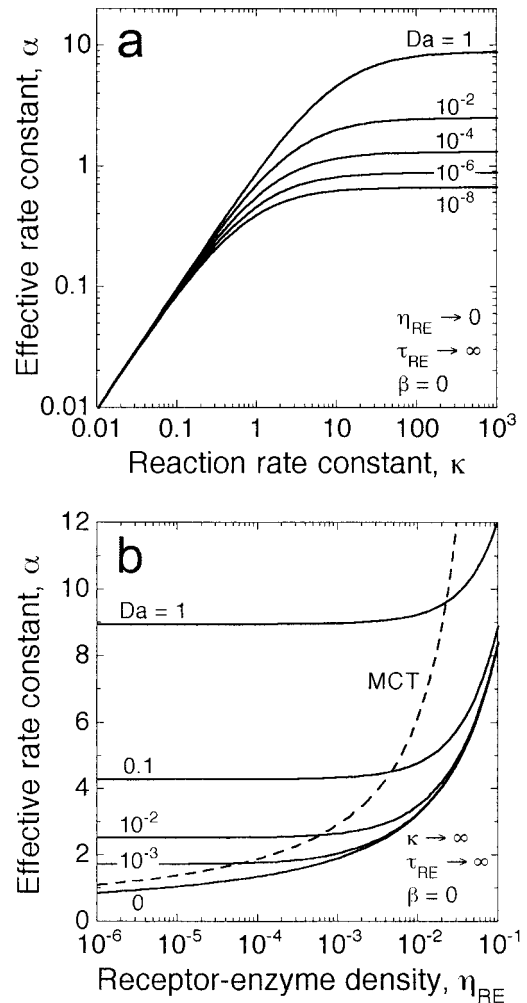 a
Effective rate constant, α
10
1
0.1
0.01
Da = 1
10⁻²
10⁻⁴
10⁻⁶
10⁻⁸
η_RE → 0
τ_RE → ∞
β = 0
0.01 0.1 1 10 100 10³
Reaction rate constant, κ
b
Effective rate constant, α
12
10
8
6
4
2
0
Da = 1
MCT
0.1
10⁻²
10⁻³
0
κ → ∞
τ_RE → ∞
β = 0
10⁻⁶ 10⁻⁵ 10⁻⁴ 10⁻³ 10⁻² 10⁻¹
Receptor-enzyme density, η_RE